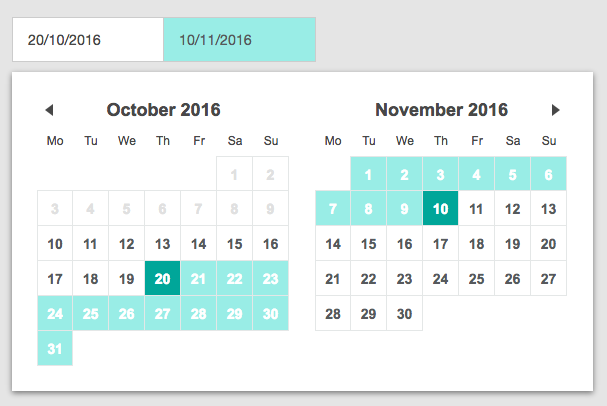 20/10/2016 10/11/2016
October 2016
Mo Tu We Th Fr Sa Su
1 2
3 4 5 6 7 8 9
10 11 12 13 14 15 16
17 18 19 20 21 22 23
24 25 26 27 28 29 30
31
November 2016
Mo Tu We Th Fr Sa Su
1 2 3 4 5 6
7 8 9 10 11 12 13
14 15 16 17 18 19 20
21 22 23 24 25 26 27
28 29 30